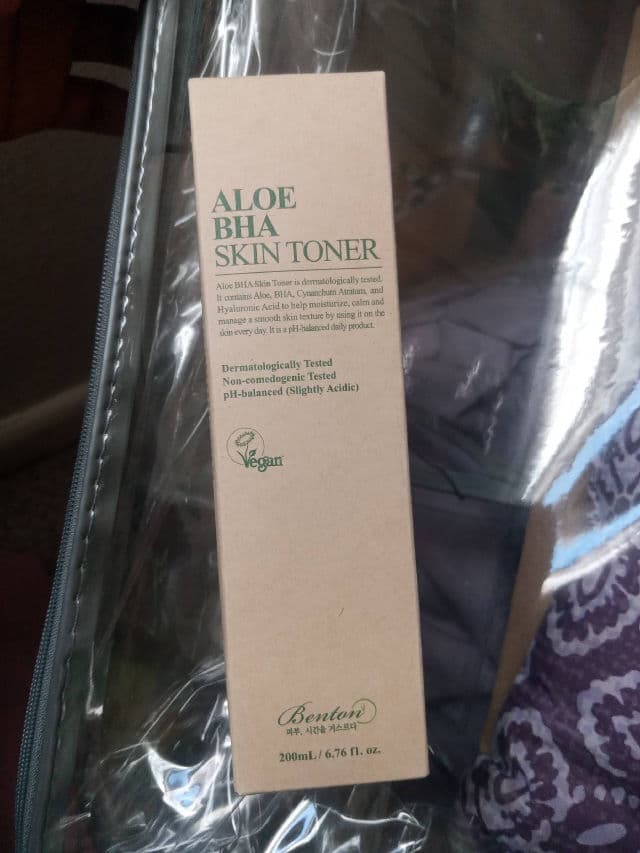 ALOE
BHA
SKIN TONER
Aloe BHA Skin Toner is dermatologically tested.
It contains Aloe, BHA, Cynanchum Atratum, and
Hyaluronic Acid to help moisturize, calm and
manage a smooth skin texture by using it on the
skin every day. It is a pH-balanced daily product.
Dermatologically Tested
Non-comedogenic Tested
pH-balanced (Slightly Acidic)
Vegan
Benton
피부, 시간을 거스르다
200mL / 6.76 fl. oz.